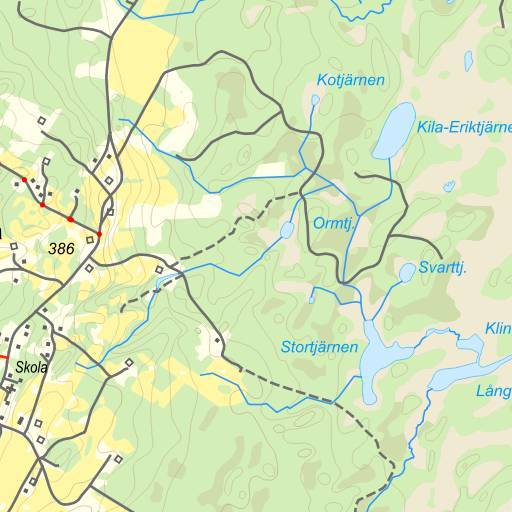 Kotjärnen
Kila-Eriktjärne
Ormtj.
386
Svarttj.
Stortjärnen
Klin
Skola
Lång